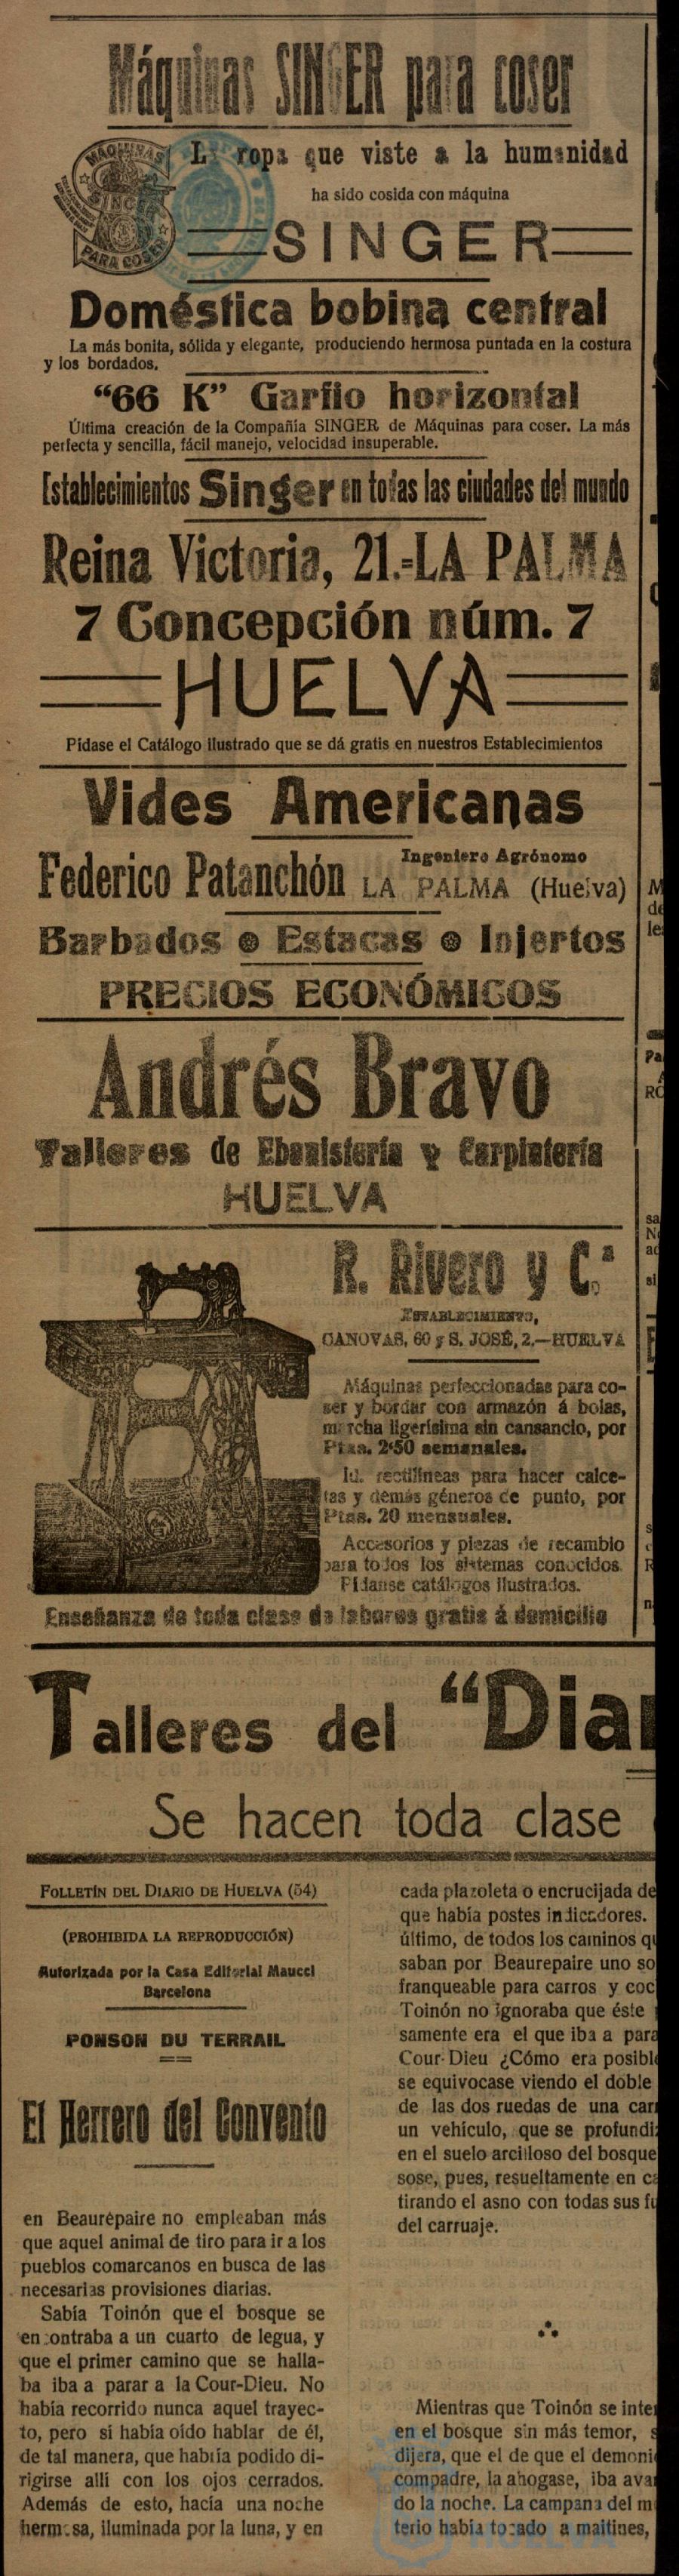 Máquinas SINGER para coser
MÁQUINAS
SINGER
PARA COSER
La ropa que viste a la humanidad
ha sido cosida con máquina
SINGER
Doméstica bobina central
La más bonita, sólida y elegante, produciendo hermosa puntada en la costura
y los bordados.
"66 K" Garfio horizontal
Última creación de la Compañía SINGER de Máquinas para coser. La más
perfecta y sencilla, fácil manejo, velocidad insuperable.
Establecimientos Singer en todas las ciudades del mundo
Reina Victoria, 21.=LA PALMA
7 Concepción núm. 7
HUELVA
Pídase el Catálogo ilustrado que se dá gratis en nuestros Establecimientos
Vides Americanas
Federico Patanchón Ingeniero Agrónomo
LA PALMA (Huelva)
Barbados Estacas Injertos
PRECIOS ECONÓMICOS
Andrés Bravo
Talleres de Ebanistería y Carpintería
HUELVA
R. Rivero y C.ª
ESTABLECIMIENTO,
CANOVAS, 60 y S. JOSÉ, 2.—HUELVA
Máquinas perfeccionadas para co-
ser y bordar con armazón á bolas,
marcha ligerísima sin cansancio, por
Ptas. 2'50 semanales.
Id. rectilíneas para hacer calce-
tas y demás géneros de punto, por
Ptas. 20 mensuales.
Accesorios y piezas de recambio
para todos los sistemas conocidos.
Pídanse catálogos ilustrados.
Enseñanza de toda clase de labores gratis á domicilio
Talleres del "Diar
Se hacen toda clase
FOLLETÍN DEL DIARIO DE HUELVA (54)
(PROHIBIDA LA REPRODUCCIÓN)
Autorizada por la Casa Editorial Maucci
Barcelona
PONSON DU TERRAIL
El Herrero del Convento
en Beaurepaire no empleaban más
que aquel animal de tiro para ir a los
pueblos comarcanos en busca de las
necesarias provisiones diarias.
Sabía Toinón que el bosque se
encontraba a un cuarto de legua, y
que el primer camino que se halla-
ba iba a parar a la Cour-Dieu. No
había recorrido nunca aquel trayec-
to, pero si había oído hablar de él,
de tal manera, que habría podido di-
rigirse allí con los ojos cerrados.
Además de esto, hacía una noche
hermosa, iluminada por la luna, y en
cada plazoleta o encrucijada de
que había postes indicadores.
último, de todos los caminos qu
saban por Beaurepaire uno so
franqueable para carros y coc
Toinón no ignoraba que éste
samente era el que iba a para
Cour-Dieu ¿Cómo era posible
se equivocase viendo el doble
de las dos ruedas de una carr
un vehículo, que se profundiz
en el suelo arcilloso del bosque
sose, pues, resueltamente en ca
tirando el asno con todas sus fu
del carruaje.
Mientras que Toinón se inter
en el bosque sin más temor, s
dijera, que el de que el demonio
compadre, la ahogase, iba avan
do la noche. La campana del m
terio había tocado a maitines,
HUELVA